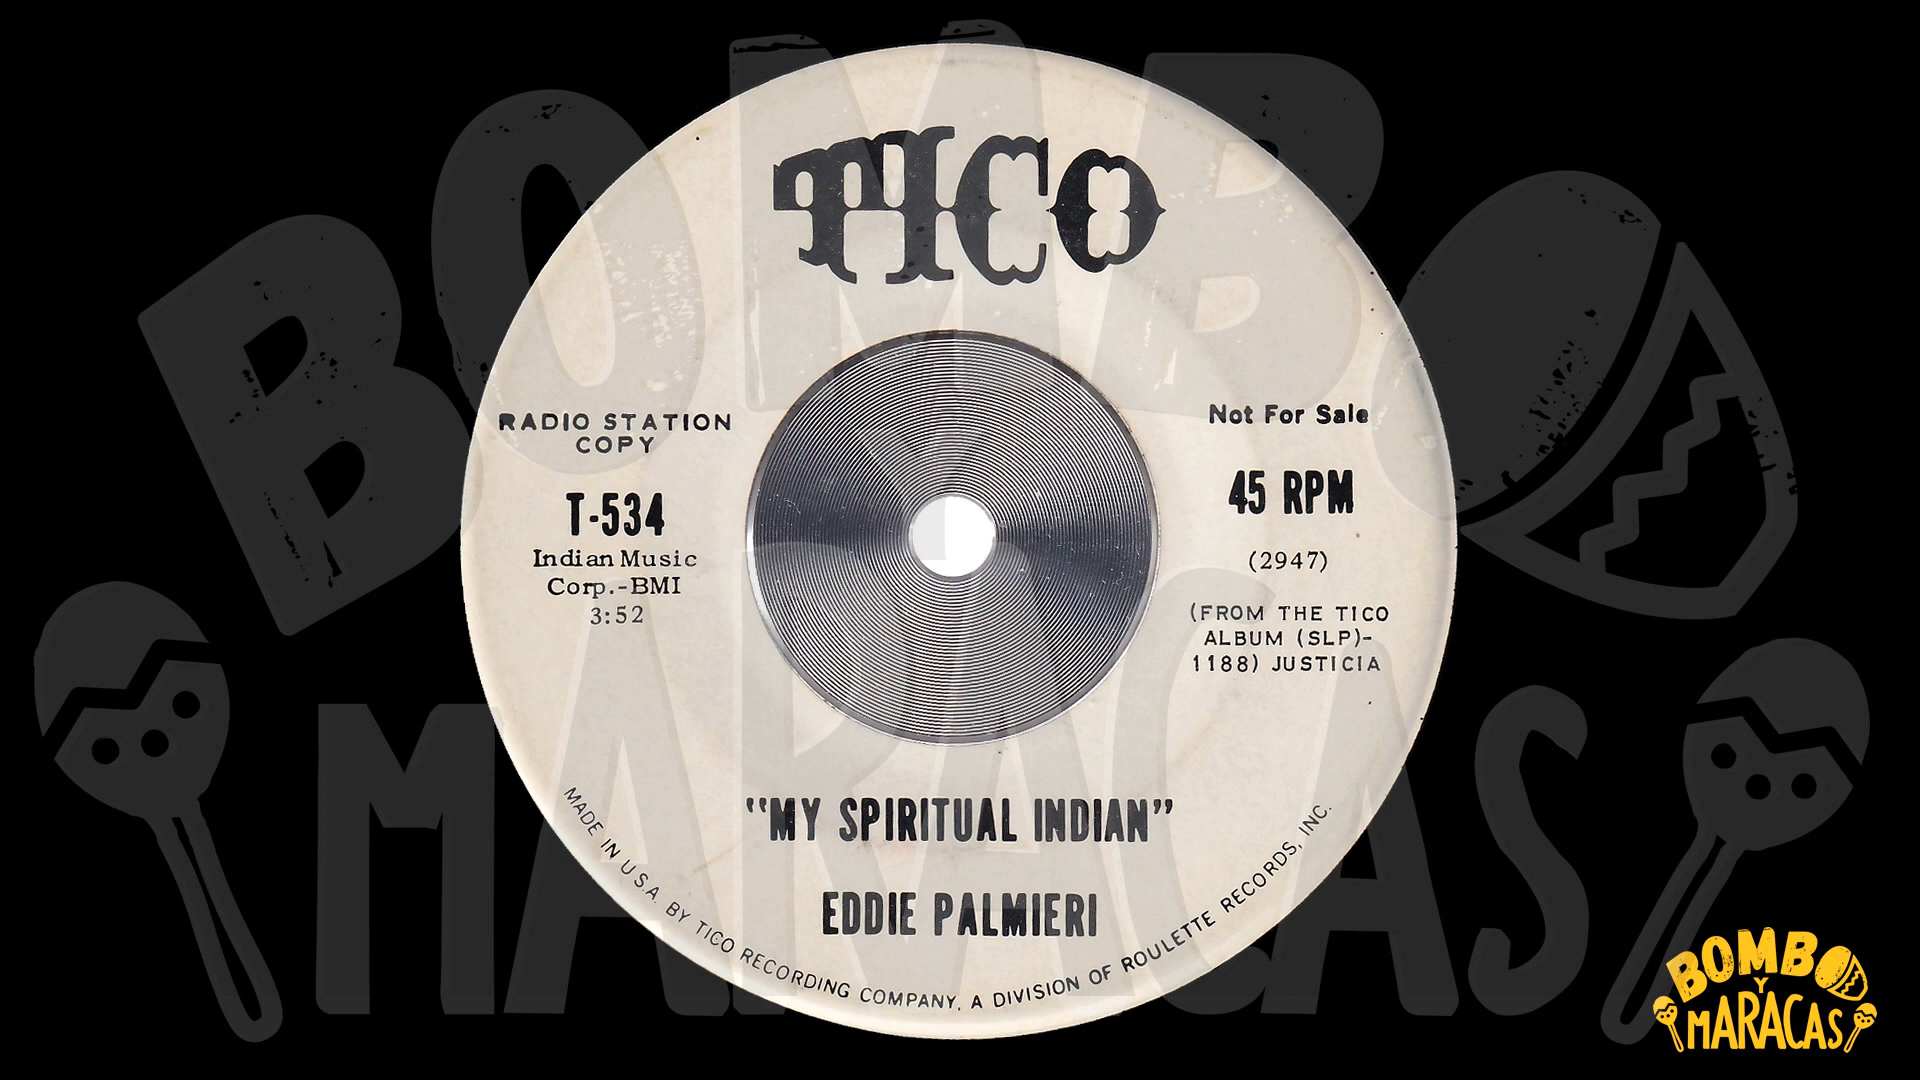 TICO
RADIO STATION
COPY
T-534
Indian Music
Corp.-BMI
3:52
Not For Sale
45 RPM
(2947)
(FROM THE TICO
ALBUM (SLP)-
1188) JUSTICIA
"MY SPIRITUAL INDIAN"
EDDIE PALMIERI
MADE IN U.S.A. BY TICO RECORDING COMPANY, A DIVISION OF ROULETTE RECORDS, INC.
BOMBO
MARACAS
BOMBO
Y
MARACAS